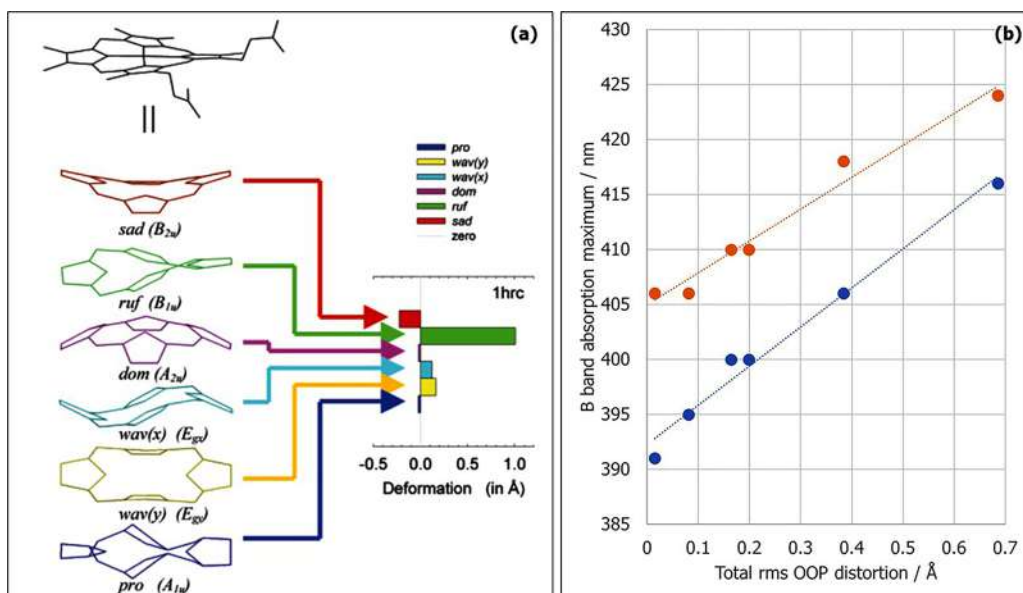 (a)
||
sad (B2u)
ruf (B1u)
dom (A2u)
wav(x) (Egx)
wav(y) (Egy)
pro (A1u)
pro
wav(y)
wav(x)
dom
ruf
sad
zero
1hrc
-0.5 0.0 0.5 1.0
Deformation (in Å)
(b)
B band absorption maximum / nm
430
425
420
415
410
405
400
395
390
385
0 0.1 0.2 0.3 0.4 0.5 0.6 0.7
Total rms OOP distortion / Å